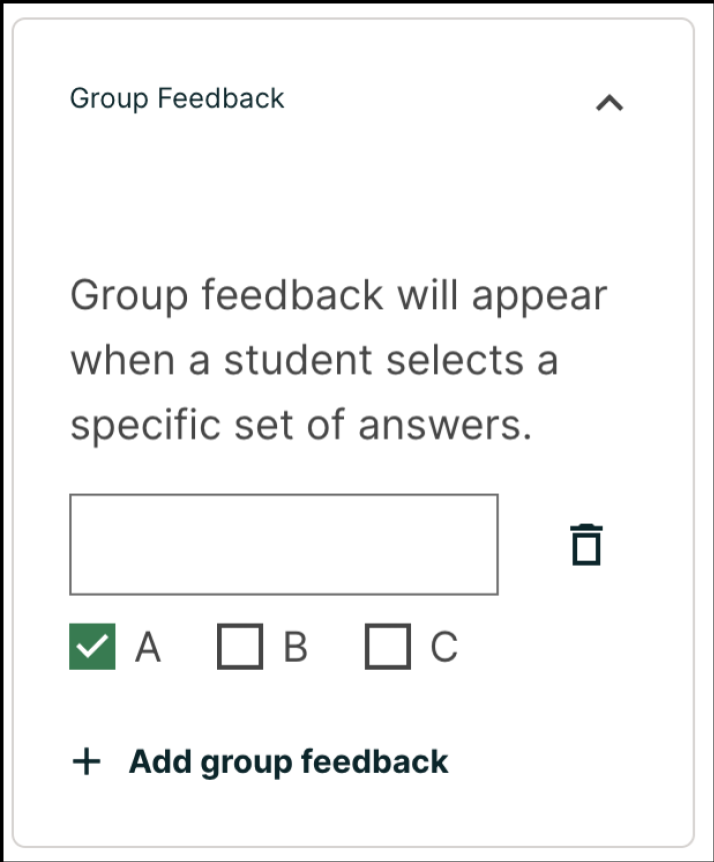 Group Feedback
Group feedback will appear
when a student selects a
specific set of answers.
A B C
+ Add group feedback